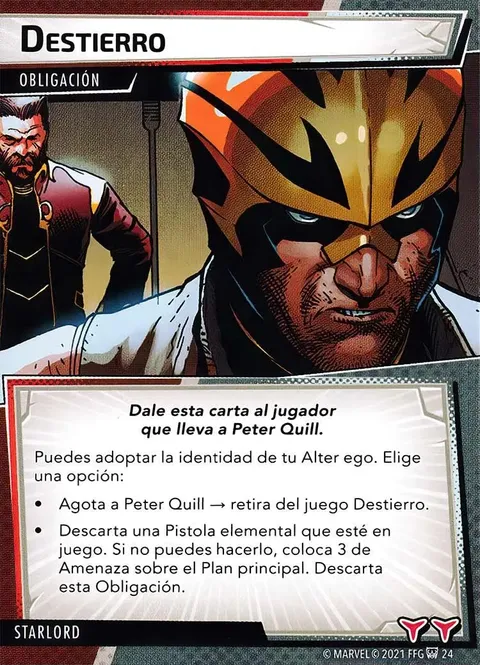 DESTIERRO
OBLIGACIÓN
Dale esta carta al jugador
que lleva a Peter Quill.
Puedes adoptar la identidad de tu Alter ego. Elige
una opción:
• Agota a Peter Quill → retira del juego Destierro.
• Descarta una Pistola elemental que esté en
juego. Si no puedes hacerlo, coloca 3 de
Amenaza sobre el Plan principal. Descarta
esta Obligación.
STARLORD
© MARVEL © 2021 FFG 24